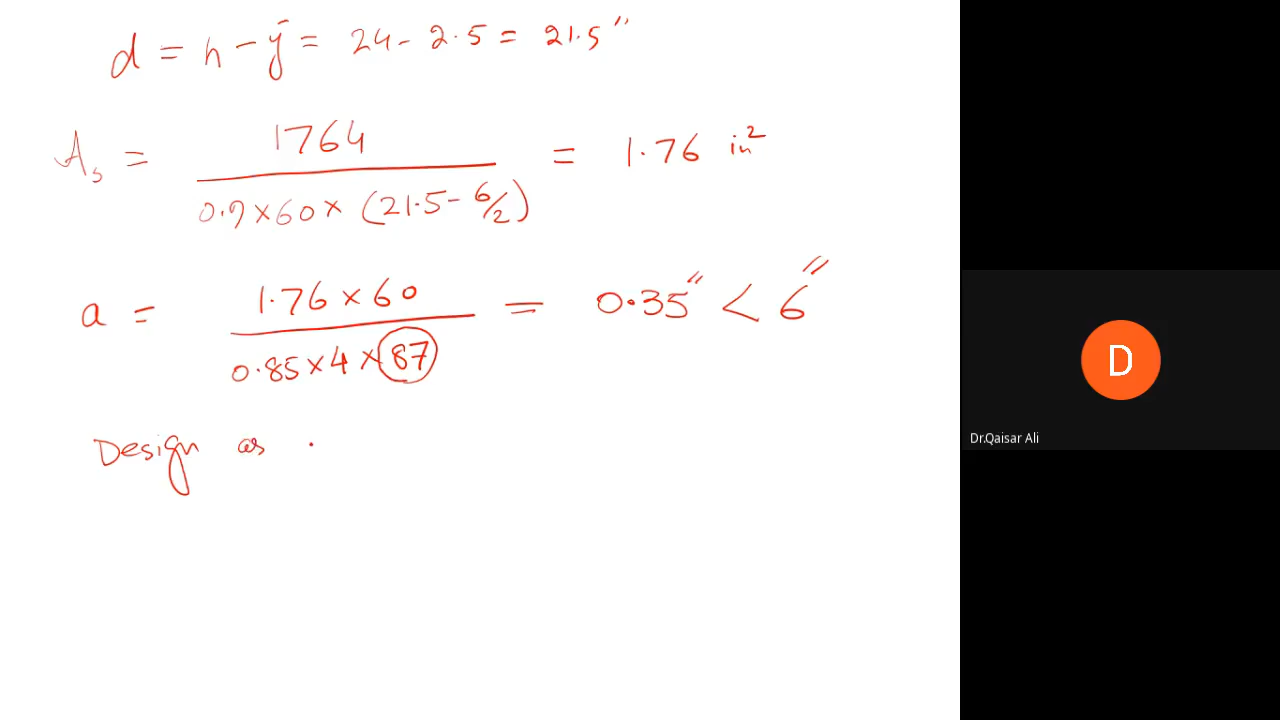 d = h - ȳ = 24 - 2.5 = 21.5"
As = 1764 / 0.9 × 60 × (21.5 - 6/2) = 1.76 in²
a = 1.76 × 60 / 0.85 × 4 × 87 = 0.35" < 6"
Design as
D
Dr.Qaisar Ali